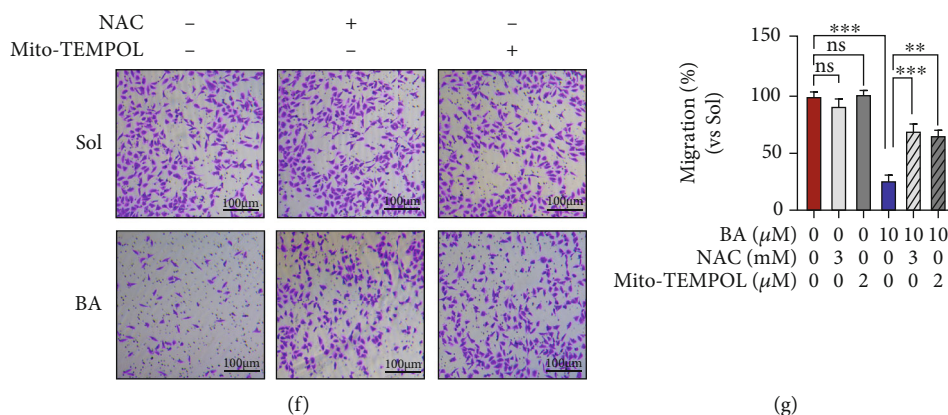 NAC – + –
Mito-TEMPOL – – +
Sol
100μm 100μm 100μm
BA
100μm 100μm 100μm
(f)
Migration (%)
(vs Sol)
150
100
50
0
***
ns
ns
**
***
BA (μM) 0 0 0 10 10 10
NAC (mM) 0 3 0 0 3 0
Mito-TEMPOL (μM) 0 0 2 0 0 2
(g)